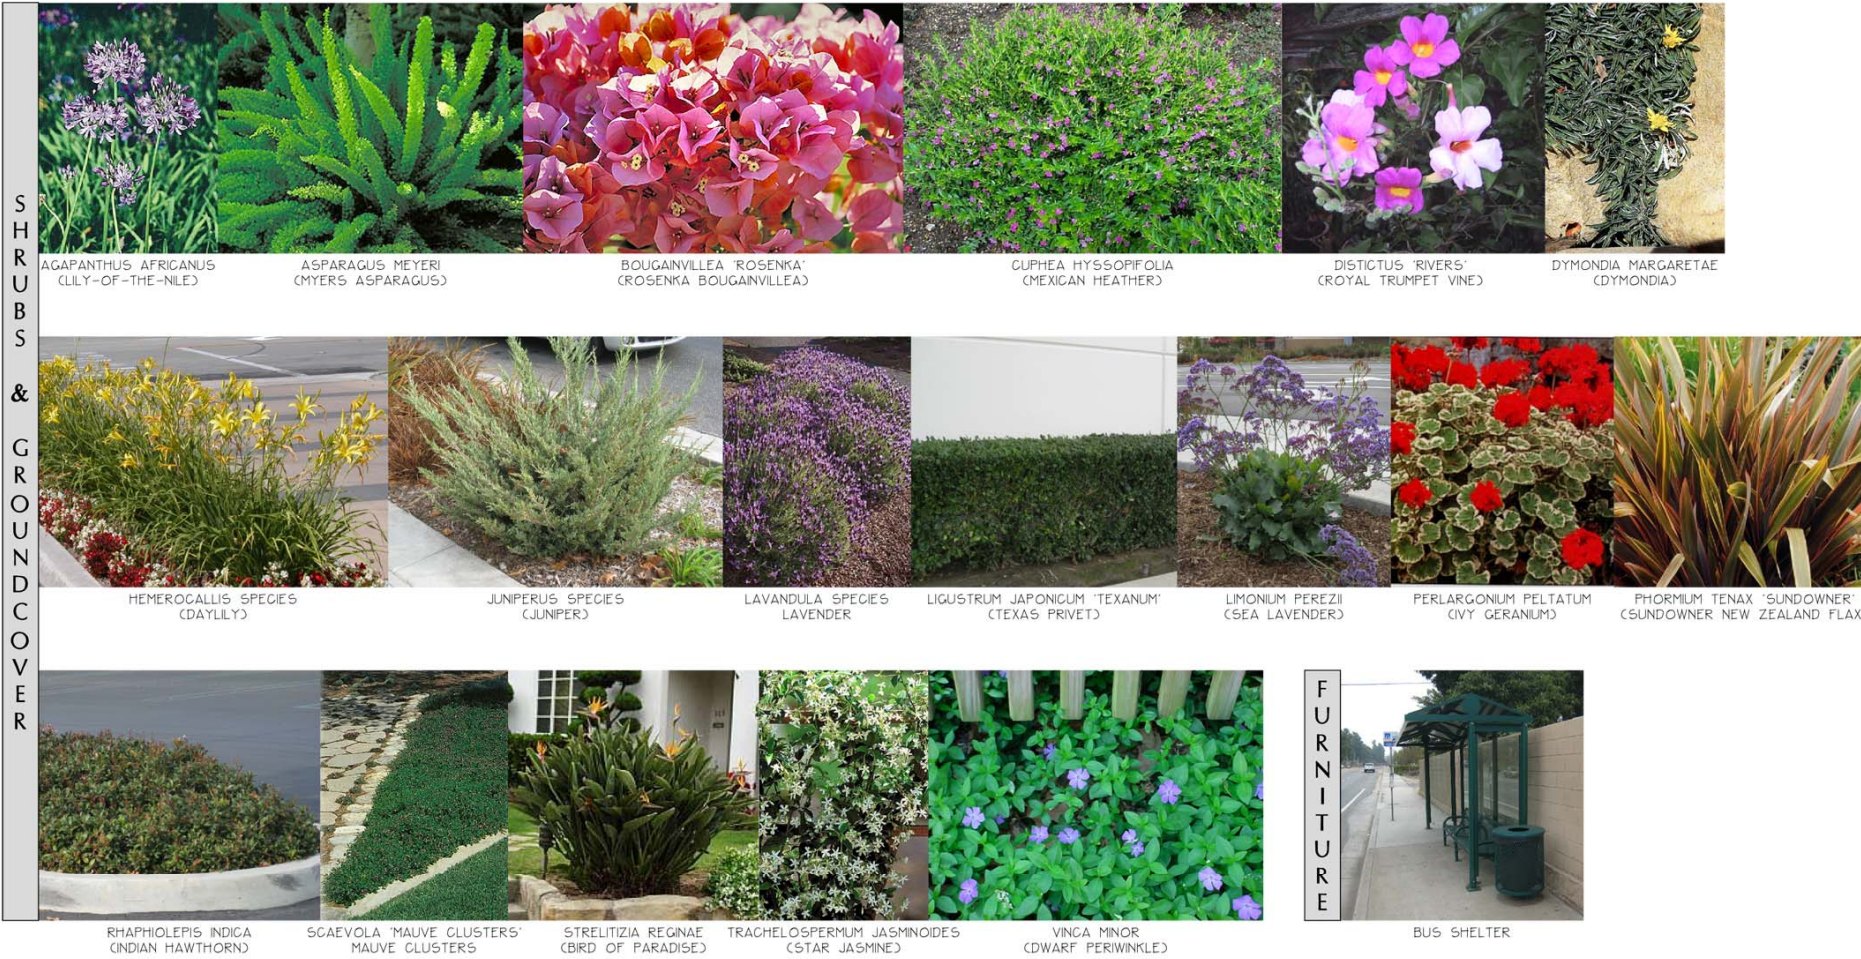 SHRUBS & GROUNDCOVER
AGAPANTHUS AFRICANUS
(LILY-OF-THE-NILE)
ASPARAGUS MEYERI
(MYERS ASPARAGUS)
BOUGAINVILLEA 'ROSENKA'
(ROSENKA BOUGAINVILLEA)
CUPHEA HYSSOPIFOLIA
(MEXICAN HEATHER)
DISTICTUS 'RIVERS'
(ROYAL TRUMPET VINE)
DYMONDIA MARGARETAE
(DYMONDIA)
HEMEROCALLIS SPECIES
(DAYLILY)
JUNIPERUS SPECIES
(JUNIPER)
LAVANDULA SPECIES
LAVENDER
LIGUSTRUM JAPONICUM 'TEXANUM'
(TEXAS PRIVET)
LIMONIUM PEREZII
(SEA LAVENDER)
PERLARGONIUM PELTATUM
(IVY GERANIUM)
PHORMIUM TENAX 'SUNDOWNER'
(SUNDOWNER NEW ZEALAND FLAX
RHAPHIOLEPIS INDICA
(INDIAN HAWTHORN)
SCAEVOLA 'MAUVE CLUSTERS'
MAUVE CLUSTERS
STRELITIZIA REGINAE
(BIRD OF PARADISE)
TRACHELOSPERMUM JASMINOIDES
(STAR JASMINE)
VINCA MINOR
(DWARF PERIWINKLE)
FURNITURE
BUS SHELTER